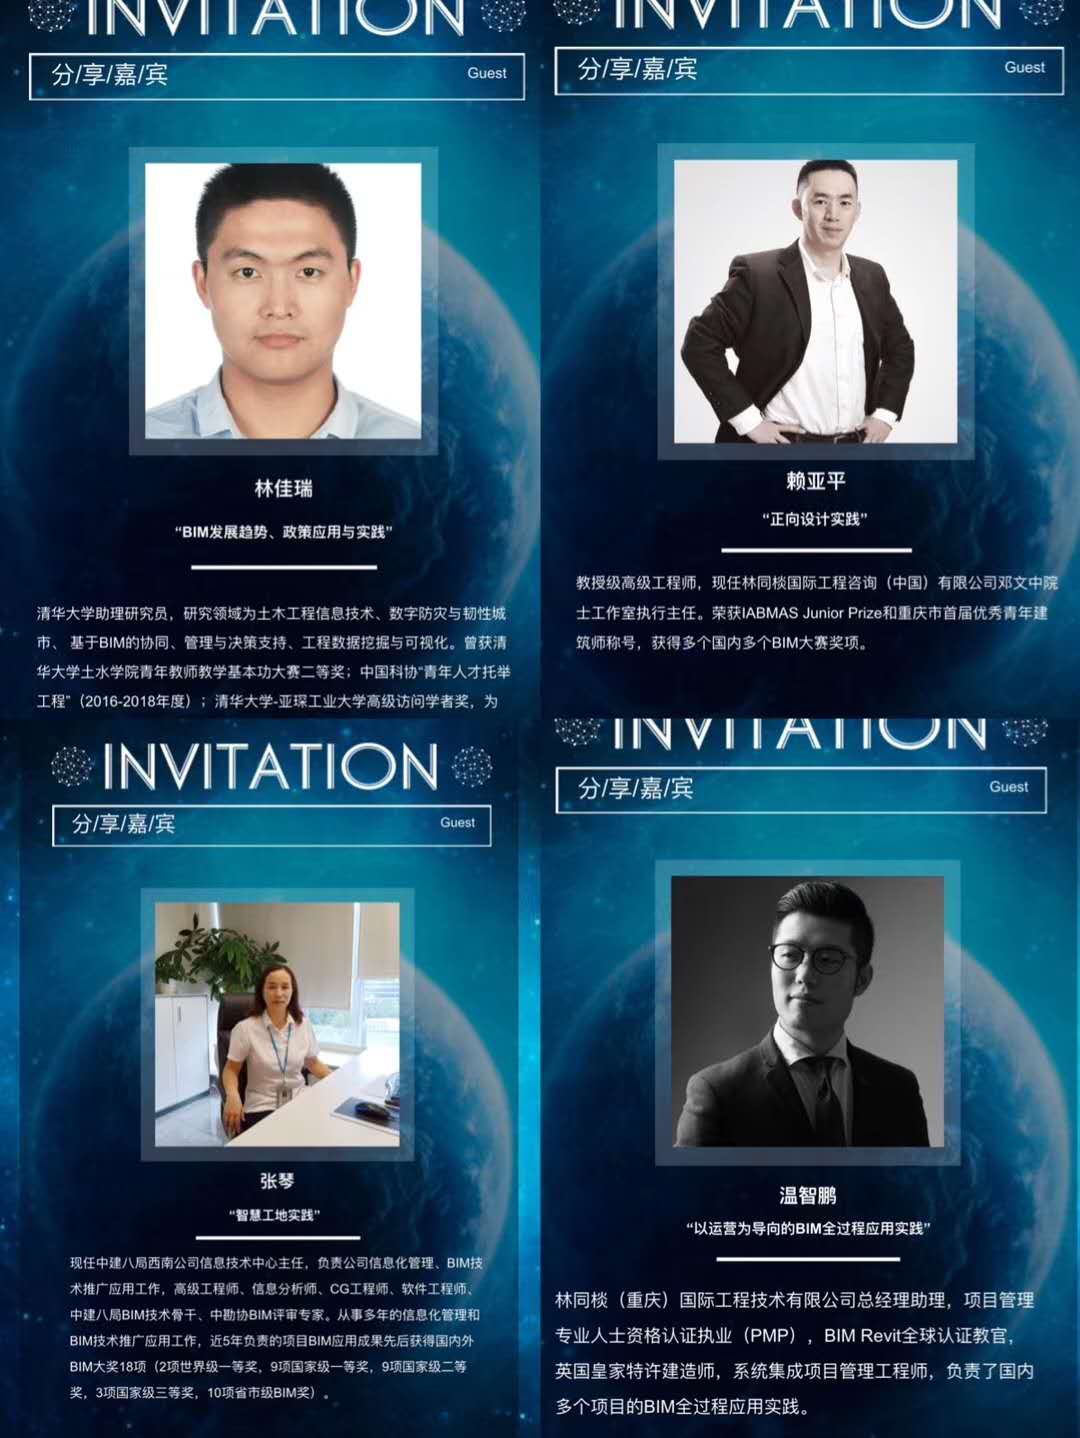 INVITATION
分/享/嘉/宾
Guest
林佳瑞
“BIM发展趋势、政策应用与实践”
清华大学助理研究员，研究领域为土木工程信息技术、数字防灾与韧性城
市、 基于BIM的协同、管理与决策支持、工程数据挖掘与可视化。曾获清
华大学土水学院青年教师教学基本功大赛二等奖；中国科协“青年人才托举
工程”（2016-2018年度）；清华大学-亚琛工业大学高级访问学者奖，为
INVITATION
分/享/嘉/宾
Guest
赖亚平
“正向设计实践”
教授级高级工程师，现任林同棪国际工程咨询（中国）有限公司邓文中院
士工作室执行主任。荣获IABMAS Junior Prize和重庆市首届优秀青年建
筑师称号，获得多个国内多个BIM大赛奖项。
INVITATION
分/享/嘉/宾
Guest
张琴
“智慧工地实践”
现任中建八局西南公司信息技术中心主任，负责公司信息化管理、BIM技
术推广应用工作，高级工程师、信息分析师、CG工程师、软件工程师、
中建八局BIM技术骨干、中勘协BIM评审专家。从事多年的信息化管理和
BIM技术推广应用工作，近5年负责的项目BIM应用成果先后获得国内外
BIM大奖18项（2项世界级一等奖，9项国家级一等奖，9项国家级二等
奖，3项国家级三等奖，10项省市级BIM奖）。
INVITATION
分/享/嘉/宾
Guest
温智鹏
“以运营为导向的BIM全过程应用实践”
林同棪（重庆）国际工程技术有限公司总经理助理，项目管理
专业人士资格认证执业（PMP），BIM Revit全球认证教官，
英国皇家特许建造师，系统集成项目管理工程师，负责了国内
多个项目的BIM全过程应用实践。